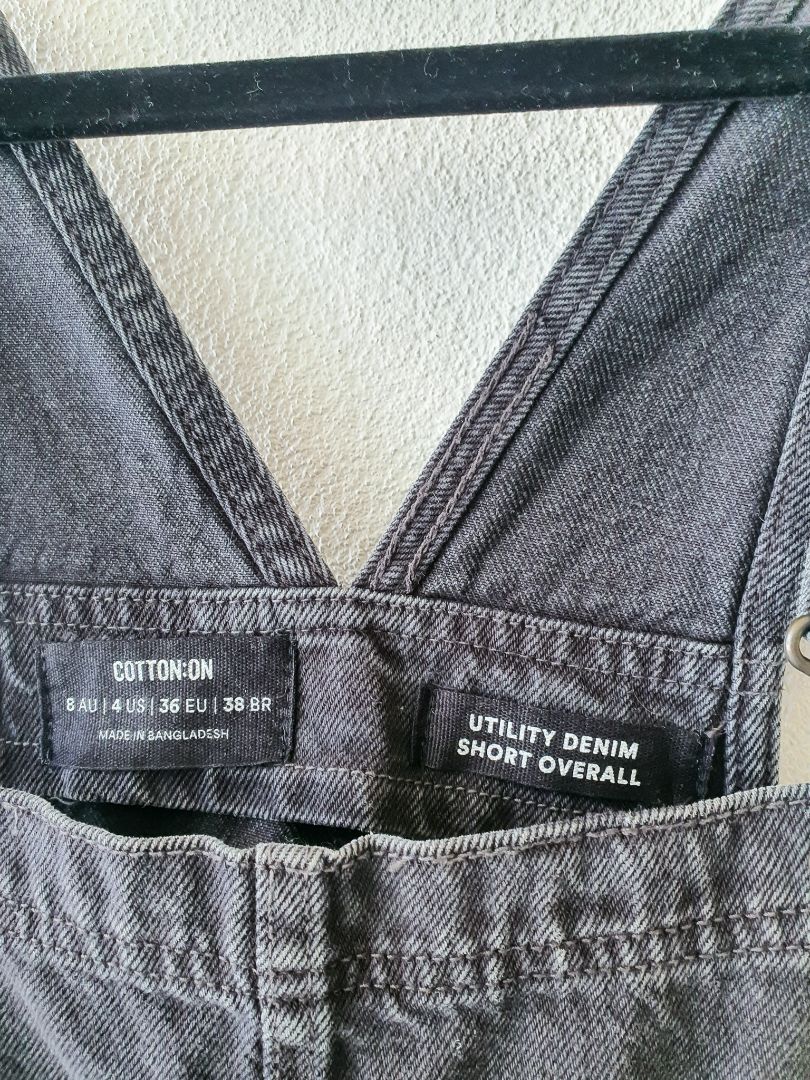 COTTON:ON
8 AU | 4 US | 36 EU | 38 BR
MADE IN BANGLADESH
UTILITY DENIM
SHORT OVERALL